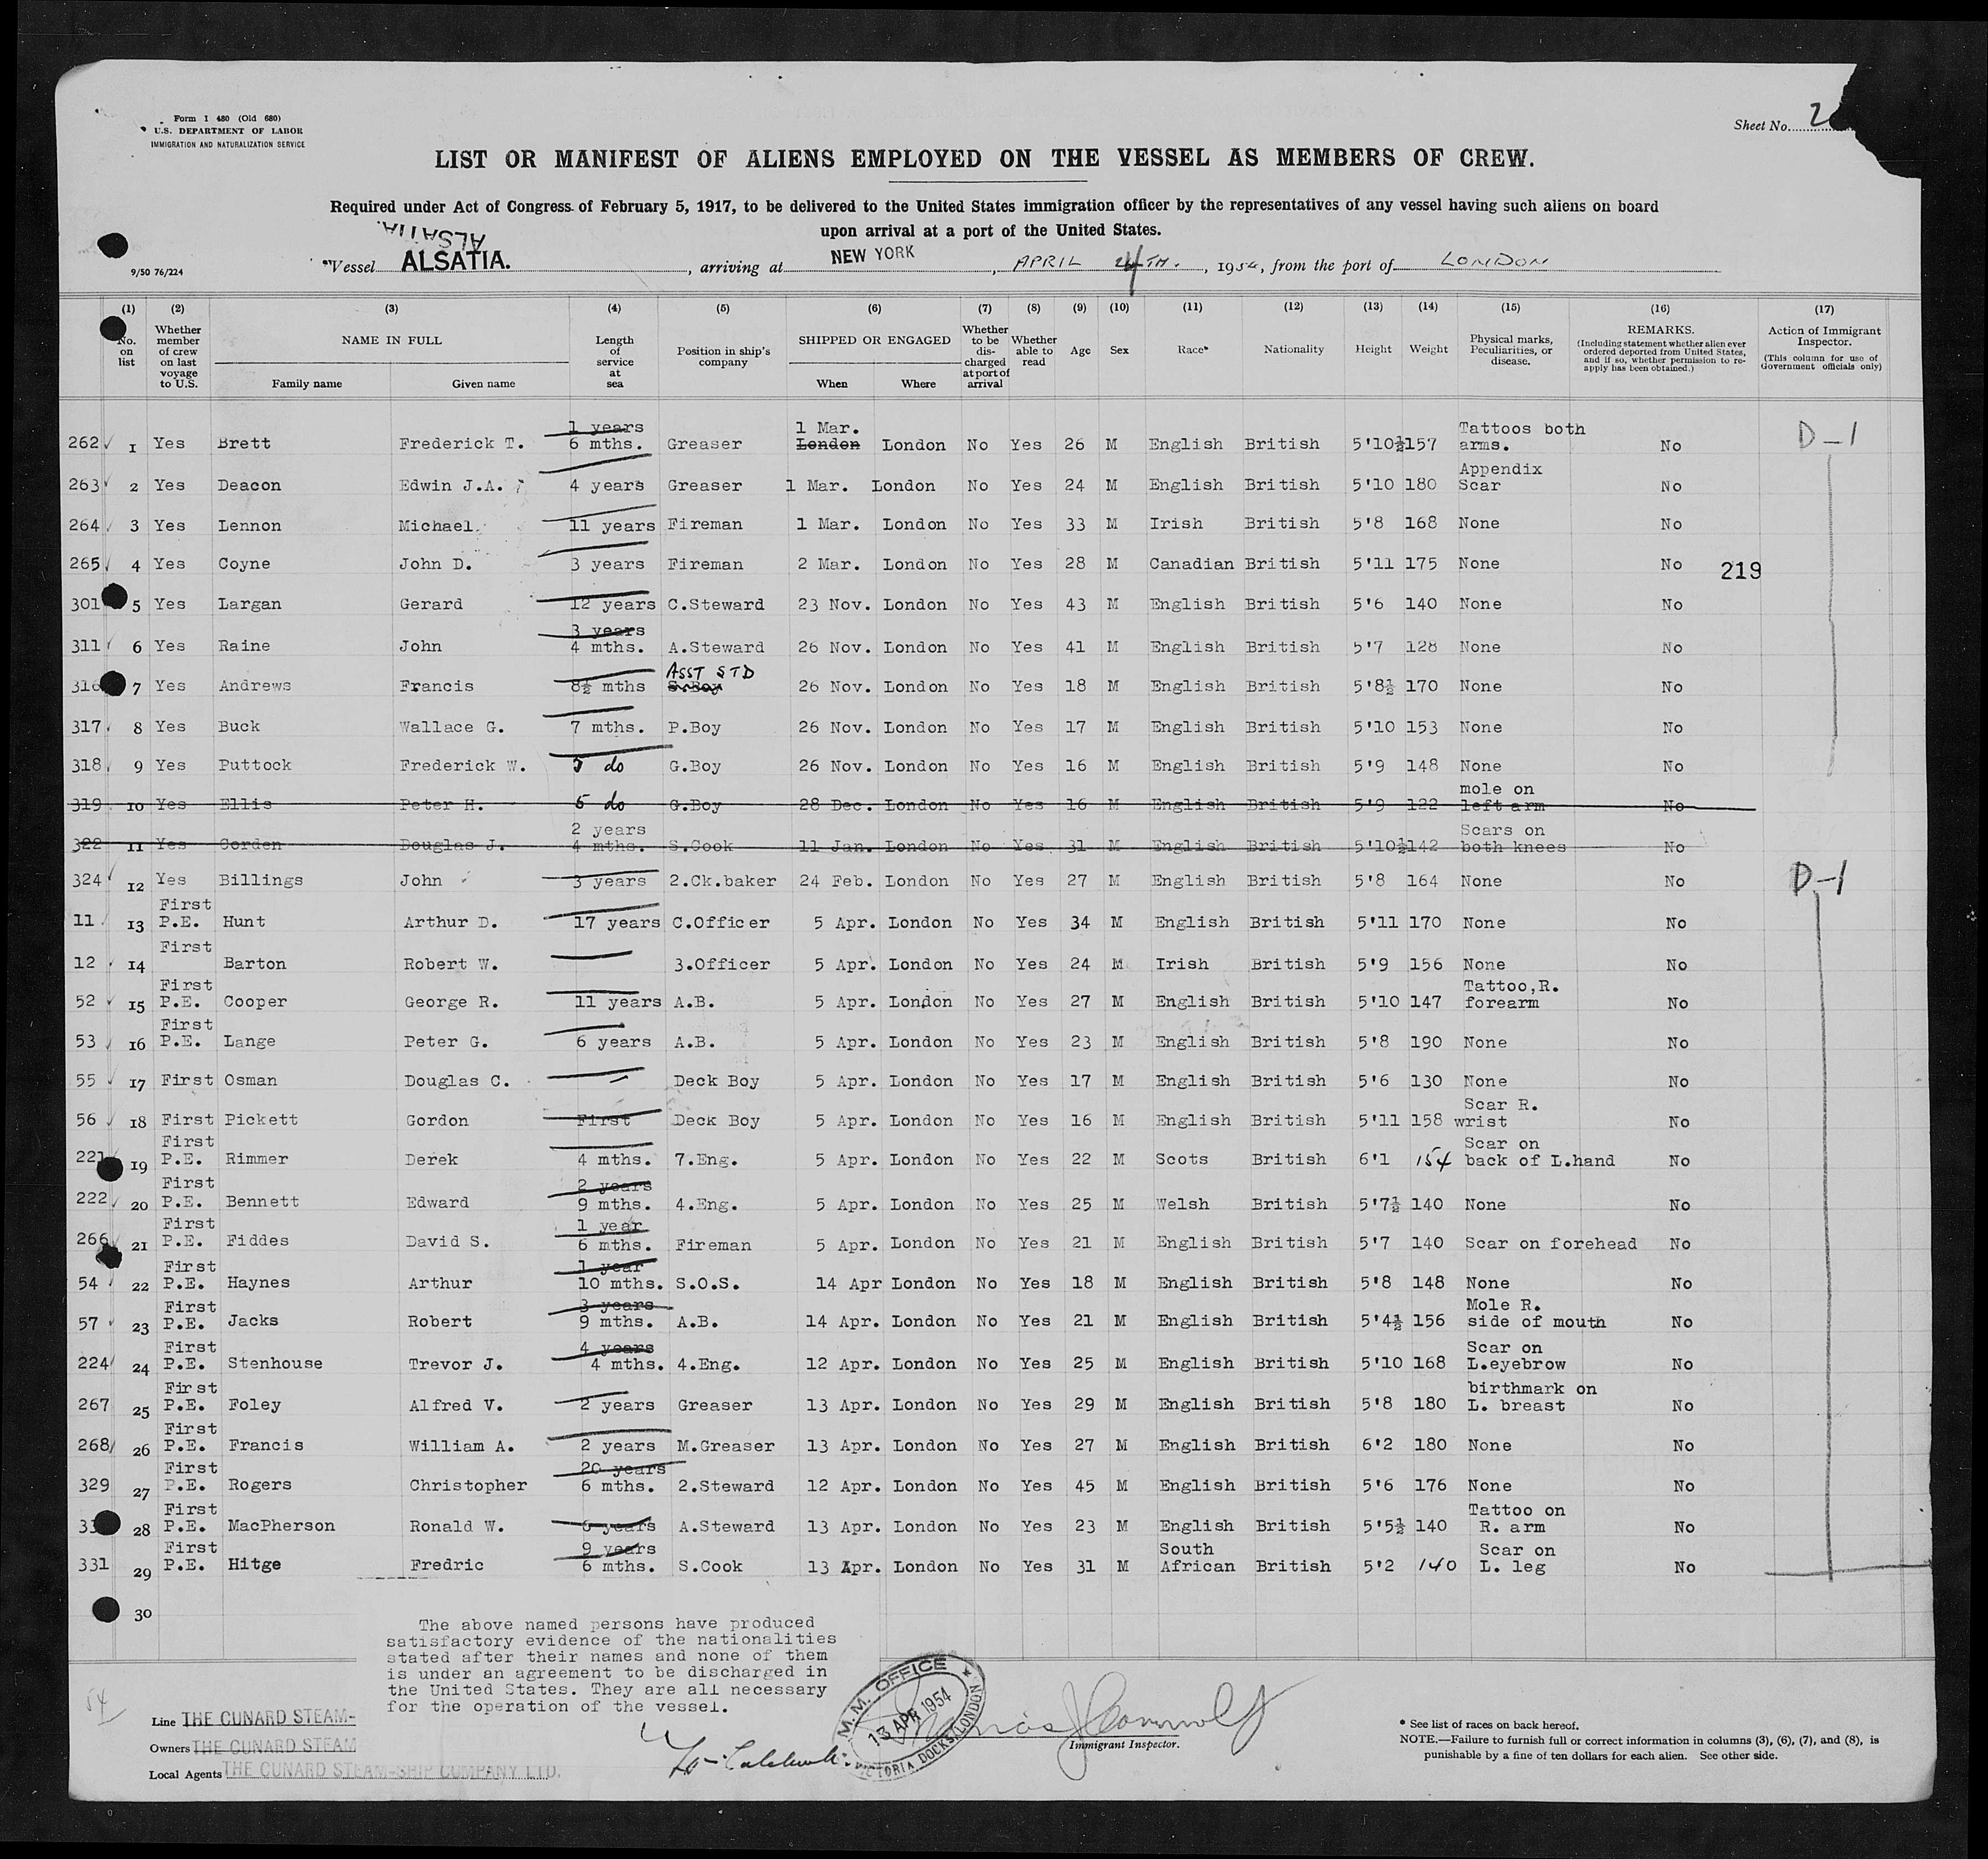 Form I 480 (Old 680)
U.S. DEPARTMENT OF LABOR
IMMIGRATION AND NATURALIZATION SERVICE
Sheet No. 2
LIST OR MANIFEST OF ALIENS EMPLOYED ON THE VESSEL AS MEMBERS OF CREW.
Required under Act of Congress of February 5, 1917, to be delivered to the United States immigration officer by the representatives of any vessel having such aliens on board
upon arrival at a port of the United States.
ALSATIA.
9/50 76/224
*Vessel ALSATIA., arriving at NEW YORK, APRIL 24TH., 1954, from the port of LONDON
(1) (2) (3) (4) (5) (6) (7) (8) (9) (10) (11) (12) (13) (14) (15) (16) (17)
No. on list Whether member of crew on last voyage to U.S. NAME IN FULL Family name Given name Length of service at sea Position in ship's company SHIPPED OR ENGAGED When Where Whether to be discharged at port of arrival Whether able to read Age Sex Race* Nationality Height Weight Physical marks, Peculiarities, or disease. REMARKS. (Including statement whether alien ever ordered deported from United States, and if so, whether permission to re-apply has been obtained.) Action of Immigrant Inspector. (This column for use of Government officials only)
262 1 Yes Brett Frederick T. 1 years 6 mths. Greaser 1 Mar. London London No Yes 26 M English British 5'10½ 157 Tattoos both arms. No D-1
263 2 Yes Deacon Edwin J.A. 4 years Greaser 1 Mar. London No Yes 24 M English British 5'10 180 Appendix Scar No
264 3 Yes Lennon Michael. 11 years Fireman 1 Mar. London No Yes 33 M Irish British 5'8 168 None No
265 4 Yes Coyne John D. 3 years Fireman 2 Mar. London No Yes 28 M Canadian British 5'11 175 None No 219
301 5 Yes Largan Gerard 12 years C.Steward 23 Nov. London No Yes 43 M English British 5'6 140 None No
311 6 Yes Raine John 3 years 4 mths. A.Steward 26 Nov. London No Yes 41 M English British 5'7 128 None No
316 7 Yes Andrews Francis 8½ mths ASST STD S.Boy 26 Nov. London No Yes 18 M English British 5'8½ 170 None No
317 8 Yes Buck Wallace G. 7 mths. P.Boy 26 Nov. London No Yes 17 M English British 5'10 153 None No
318 9 Yes Puttock Frederick W. 5 do G.Boy 26 Nov. London No Yes 16 M English British 5'9 148 None No
319 10 Yes Ellis Peter H. 5 do G.Boy 28 Dec. London No Yes 16 M English British 5'9 122 mole on left arm No
322 11 Yes Corden Douglas J. 2 years 4 mths. S.Cook 11 Jan. London No Yes 31 M English British 5'10½ 142 Scars on both knees No
324 12 Yes Billings John 3 years 2.Ck.baker 24 Feb. London No Yes 27 M English British 5'8 164 None No D-1
11 13 First P.E. Hunt Arthur D. 17 years C.Officer 5 Apr. London No Yes 34 M English British 5'11 170 None No
12 14 First Barton Robert W. 3.Officer 5 Apr. London No Yes 24 M Irish British 5'9 156 None No
52 15 First P.E. Cooper George R. 11 years A.B. 5 Apr. London No Yes 27 M English British 5'10 147 Tattoo,R. forearm No
53 16 First P.E. Lange Peter G. 6 years A.B. 5 Apr. London No Yes 23 M English British 5'8 190 None No
55 17 First Osman Douglas C. Deck Boy 5 Apr. London No Yes 17 M English British 5'6 130 None No
56 18 First Pickett Gordon First Deck Boy 5 Apr. London No Yes 16 M English British 5'11 158 Scar R. wrist No
221 19 First P.E. Rimmer Derek 4 mths. 7.Eng. 5 Apr. London No Yes 22 M Scots British 6'1 154 Scar on back of L.hand No
222 20 First P.E. Bennett Edward 2 years 9 mths. 4.Eng. 5 Apr. London No Yes 25 M Welsh British 5'7½ 140 None No
266 21 First P.E. Fiddes David S. 1 year 6 mths. Fireman 5 Apr. London No Yes 21 M English British 5'7 140 Scar on forehead No
54 22 First P.E. Haynes Arthur 1 year 10 mths. S.O.S. 14 Apr London No Yes 18 M English British 5'8 148 None No
57 23 First P.E. Jacks Robert 3 years 9 mths. A.B. 14 Apr. London No Yes 21 M English British 5'4½ 156 Mole R. side of mouth No
224 24 First P.E. Stenhouse Trevor J. 4 years 4 mths. 4.Eng. 12 Apr. London No Yes 25 M English British 5'10 168 Scar on L.eyebrow No
267 25 First P.E. Foley Alfred V. 2 years Greaser 13 Apr. London No Yes 29 M English British 5'8 180 birthmark on L. breast No
268 26 First P.E. Francis William A. 2 years M.Greaser 13 Apr. London No Yes 27 M English British 6'2 180 None No
329 27 First P.E. Rogers Christopher 20 years 6 mths. 2.Steward 12 Apr. London No Yes 45 M English British 5'6 176 None No
28 First P.E. MacPherson Ronald W. 6 years A.Steward 13 Apr. London No Yes 23 M English British 5'5½ 140 Tattoo on R. arm No
331 29 First P.E. Hitge Fredric 9 years 6 mths. S.Cook 13 Apr. London No Yes 31 M South African British 5'2 140 Scar on L. leg No
30
The above named persons have produced
satisfactory evidence of the nationalities
stated after their names and none of them
is under an agreement to be discharged in
the United States. They are all necessary
for the operation of the vessel.
54
Line THE CUNARD STEAM-
Owners THE CUNARD STEAM
Local Agents THE CUNARD STEAM-SHIP COMPANY LTD.
M.M. OFFICE
13 APR 1954
VICTORIA DOCKS, LONDON
Immigrant Inspector.
* See list of races on back hereof.
NOTE.—Failure to furnish full or correct information in columns (3), (6), (7), and (8), is
punishable by a fine of ten dollars for each alien. See other side.